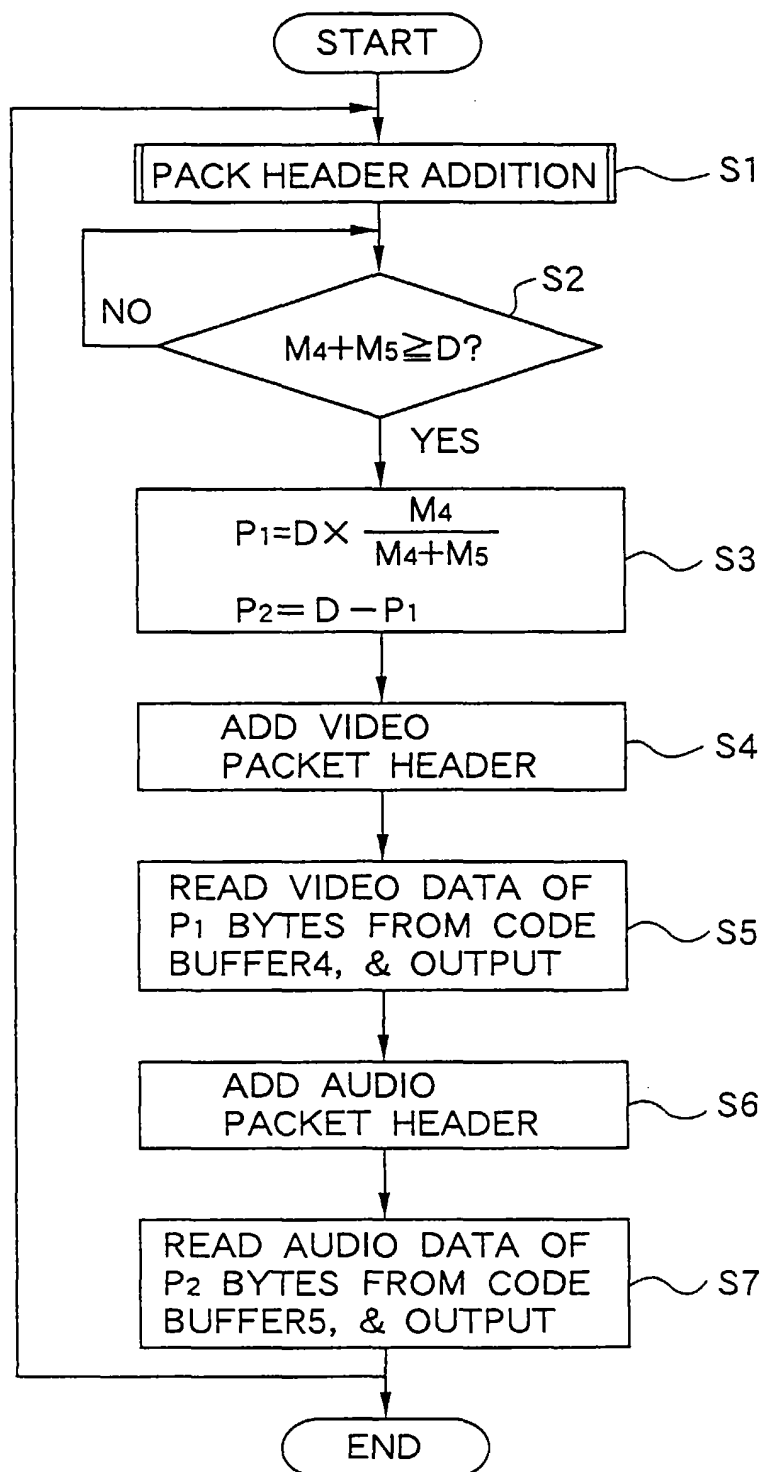 START
PACK HEADER ADDITION
S1
S2
NO
M4+M5≧D?
YES
P1=D× M4
M4+M5
P2= D −P1
S3
ADD VIDEO
PACKET HEADER
S4
READ VIDEO DATA OF
P1 BYTES FROM CODE
BUFFER4, & OUTPUT
S5
ADD AUDIO
PACKET HEADER
S6
READ AUDIO DATA OF
P2 BYTES FROM CODE
BUFFER5, & OUTPUT
S7
END